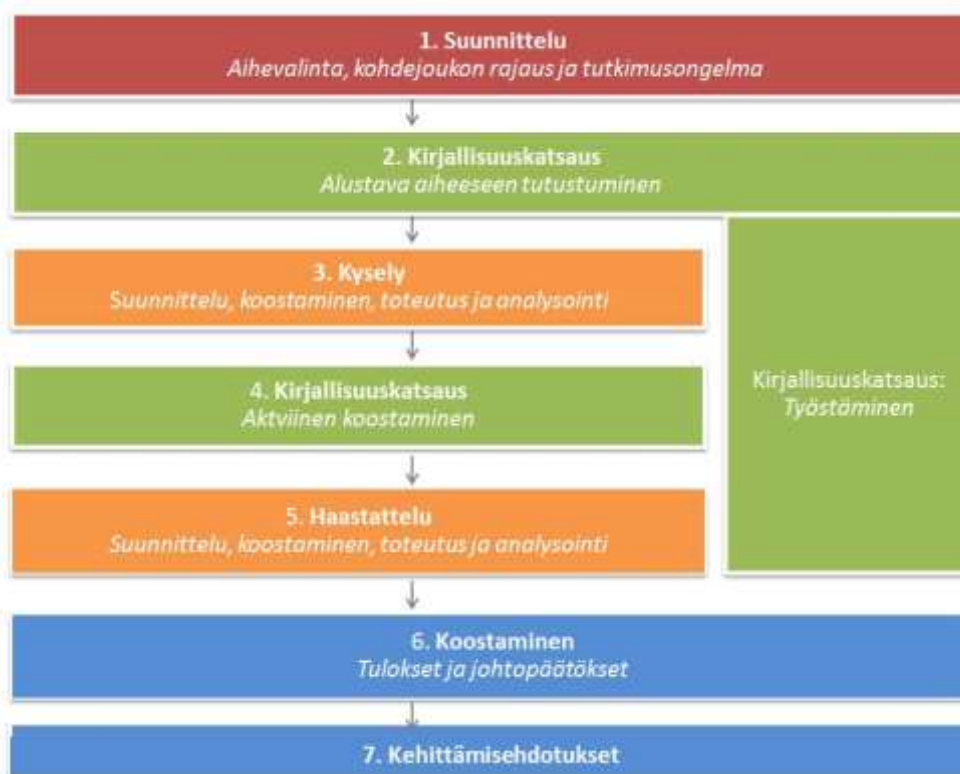 1. Suunnittelu
Aihevalinta, kohdejoukon rajaus ja tutkimusongelma
2. Kirjallisuuskatsaus
Alustava aiheeseen tutustuminen
3. Kysely
Suunnittelu, koostaminen, toteutus ja analysointi
4. Kirjallisuuskatsaus
Aktviinen koostaminen
Kirjallisuuskatsaus:
Työstäminen
5. Haastattelu
Suunnittelu, koostaminen, toteutus ja analysointi
6. Koostaminen
Tulokset ja johtopäätökset
7. Kehittämisehdotukset